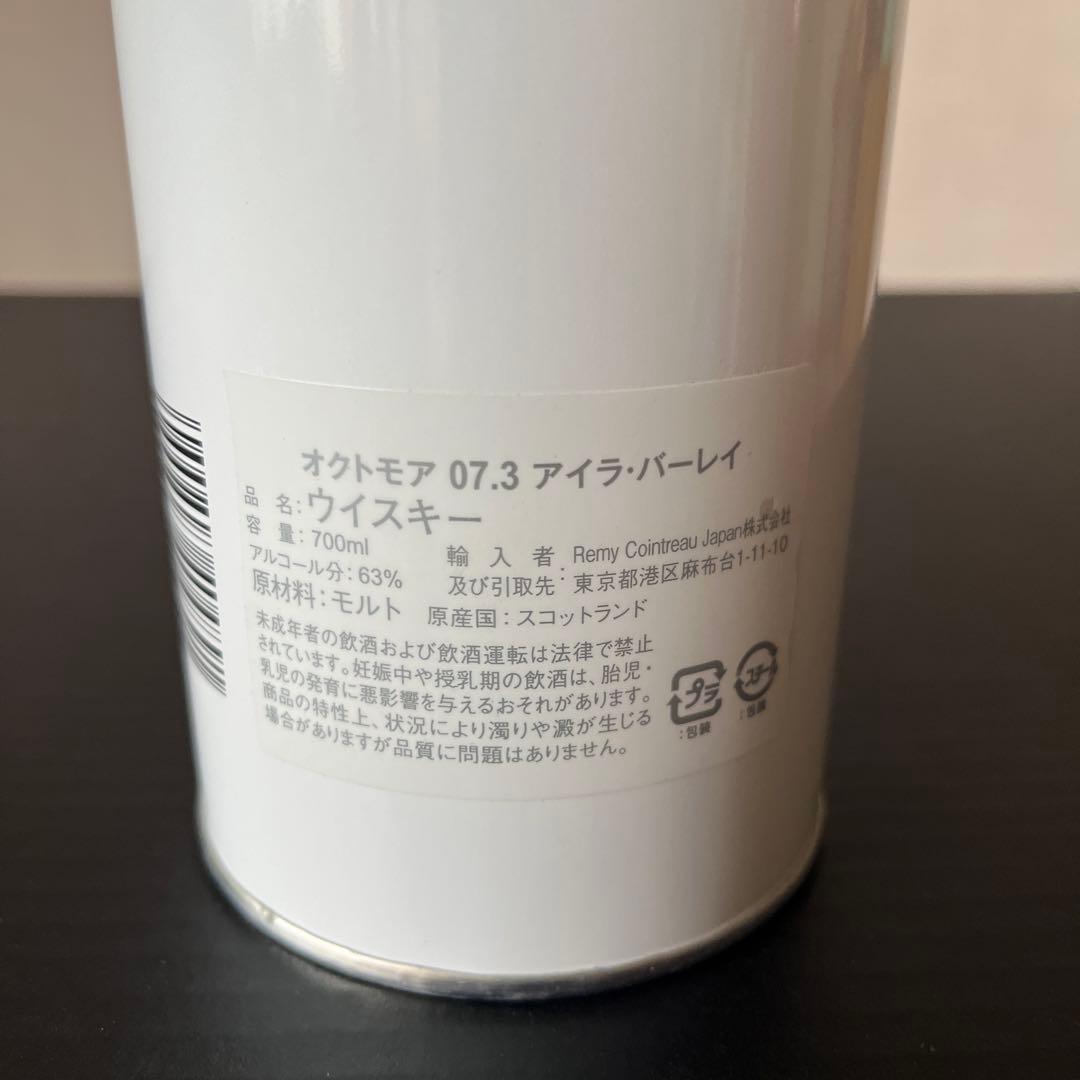 オクトモア 07.3 アイラ・バーレイ
品 名：ウイスキー
容 量：700ml
アルコール分：63%
原材料：モルト 原産国：スコットランド
輸 入 者 Remy Cointreau Japan株式会社
及び引取先：東京都港区麻布台1-11-10
未成年者の飲酒および飲酒運転は法律で禁止
されています。妊娠中や授乳期の飲酒は、胎児・
乳児の発育に悪影響を与えるおそれがあります。
商品の特性上、状況により濁りや澱が生じる
場合がありますが品質に問題はありません。
プラ
：包装
スチール
：包装